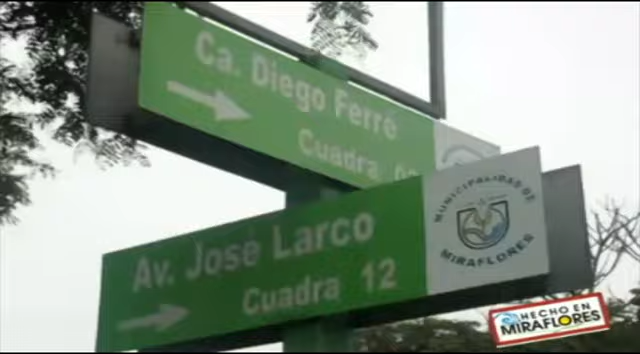 Ca. Diego Ferré
Cuadra
Av. José Larco
Cuadra 12
MUNICIPALIDAD DE
MIRAFLORES
HECHO EN
MIRAFLORES